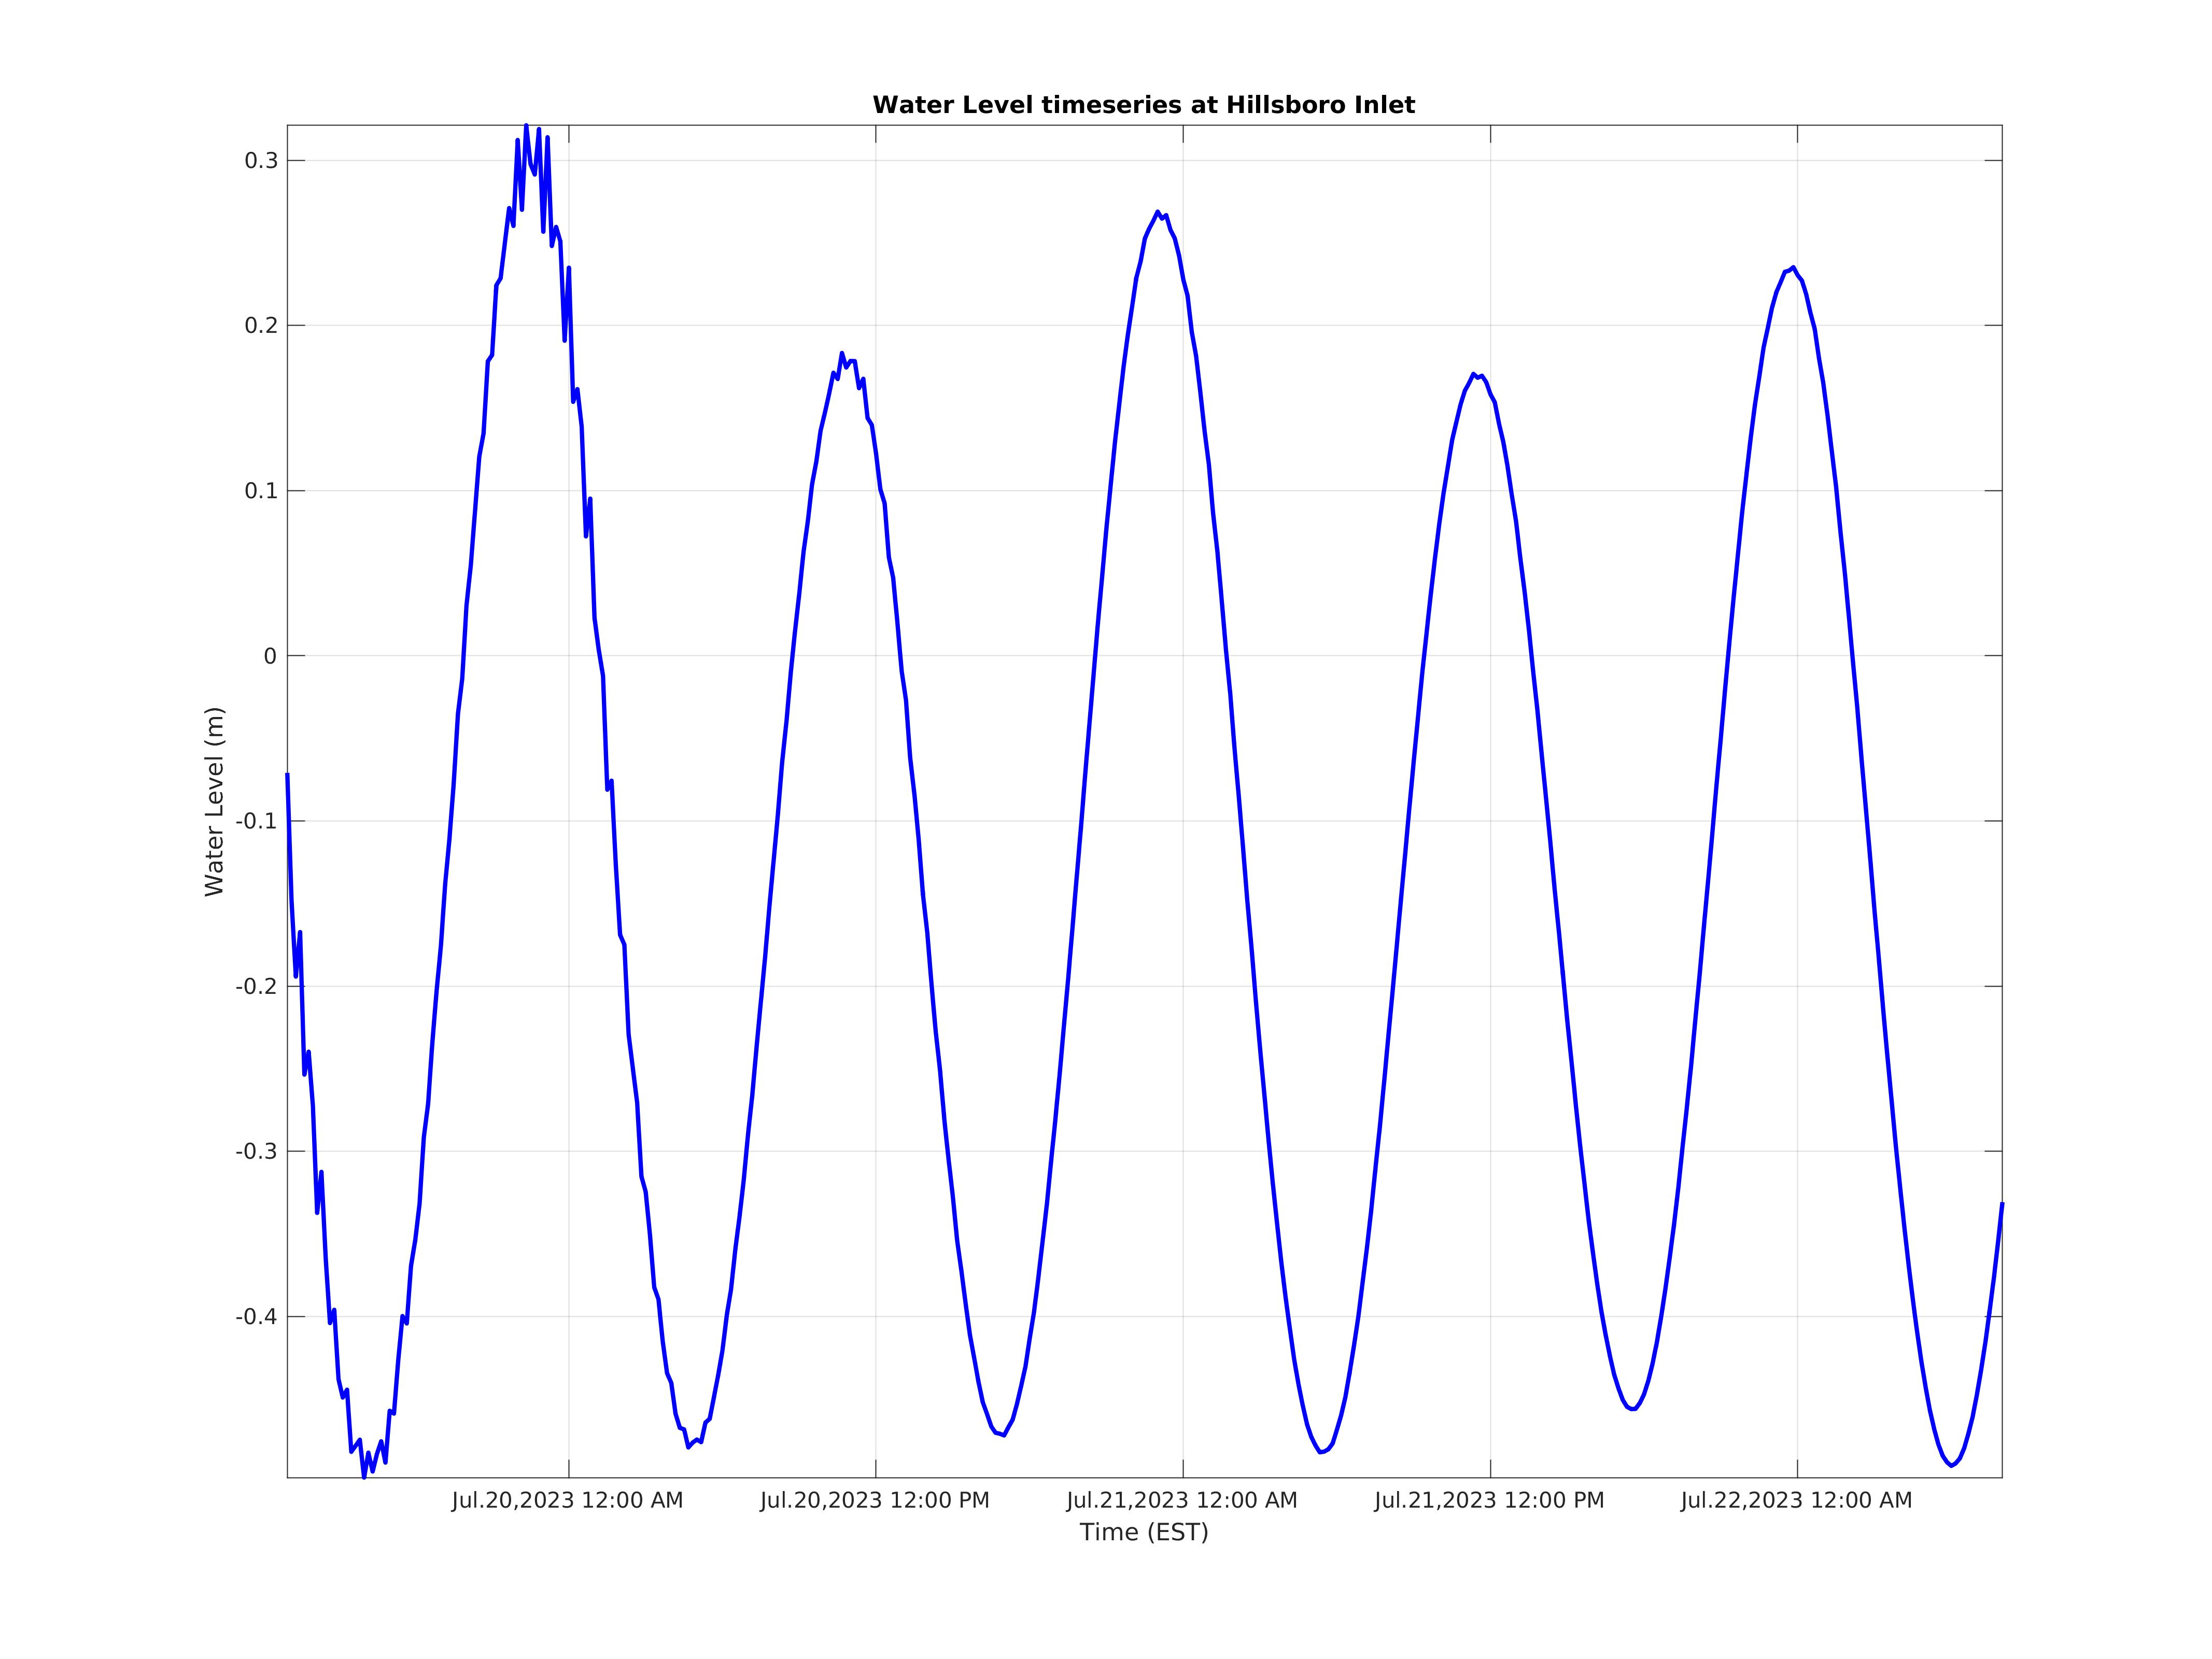 Water Level timeseries at Hillsboro Inlet
0.3
0.2
0.1
0
-0.1
-0.2
-0.3
-0.4
Water Level (m)
Jul.20,2023 12:00 AM
Jul.20,2023 12:00 PM
Jul.21,2023 12:00 AM
Jul.21,2023 12:00 PM
Jul.22,2023 12:00 AM
Time (EST)